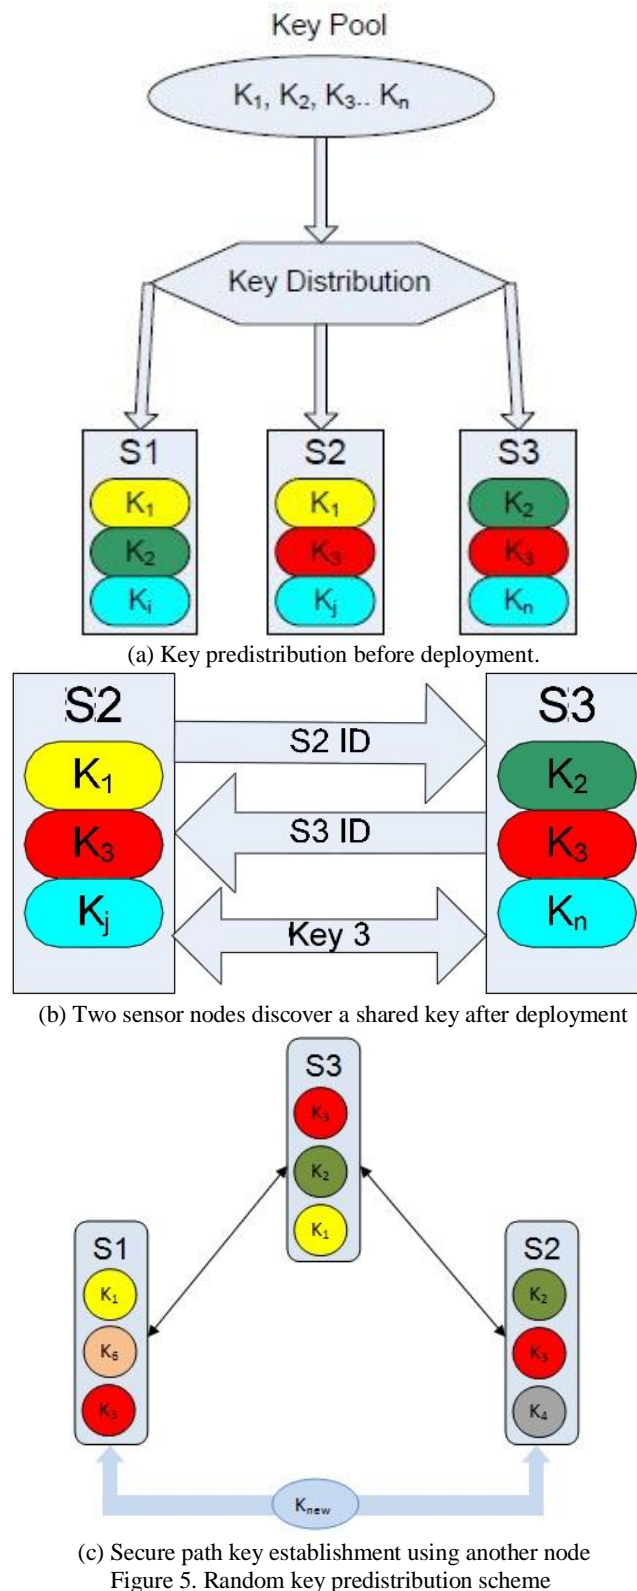 Key Pool
K1, K2, K3.. Kn
Key Distribution
S1 S2 S3
K1 K1 K2
K2 K3 K3
Ki Kj Kn
(a) Key predistribution before deployment.
S2 S3
S2 ID
K1 K2
K3 S3 ID K3
Kj Key 3 Kn
(b) Two sensor nodes discover a shared key after deployment
S3
K3
K2
K1
S1 S2
K1 K2
K6 K3
K3 K4
Knew
(c) Secure path key establishment using another node
Figure 5. Random key predistribution scheme